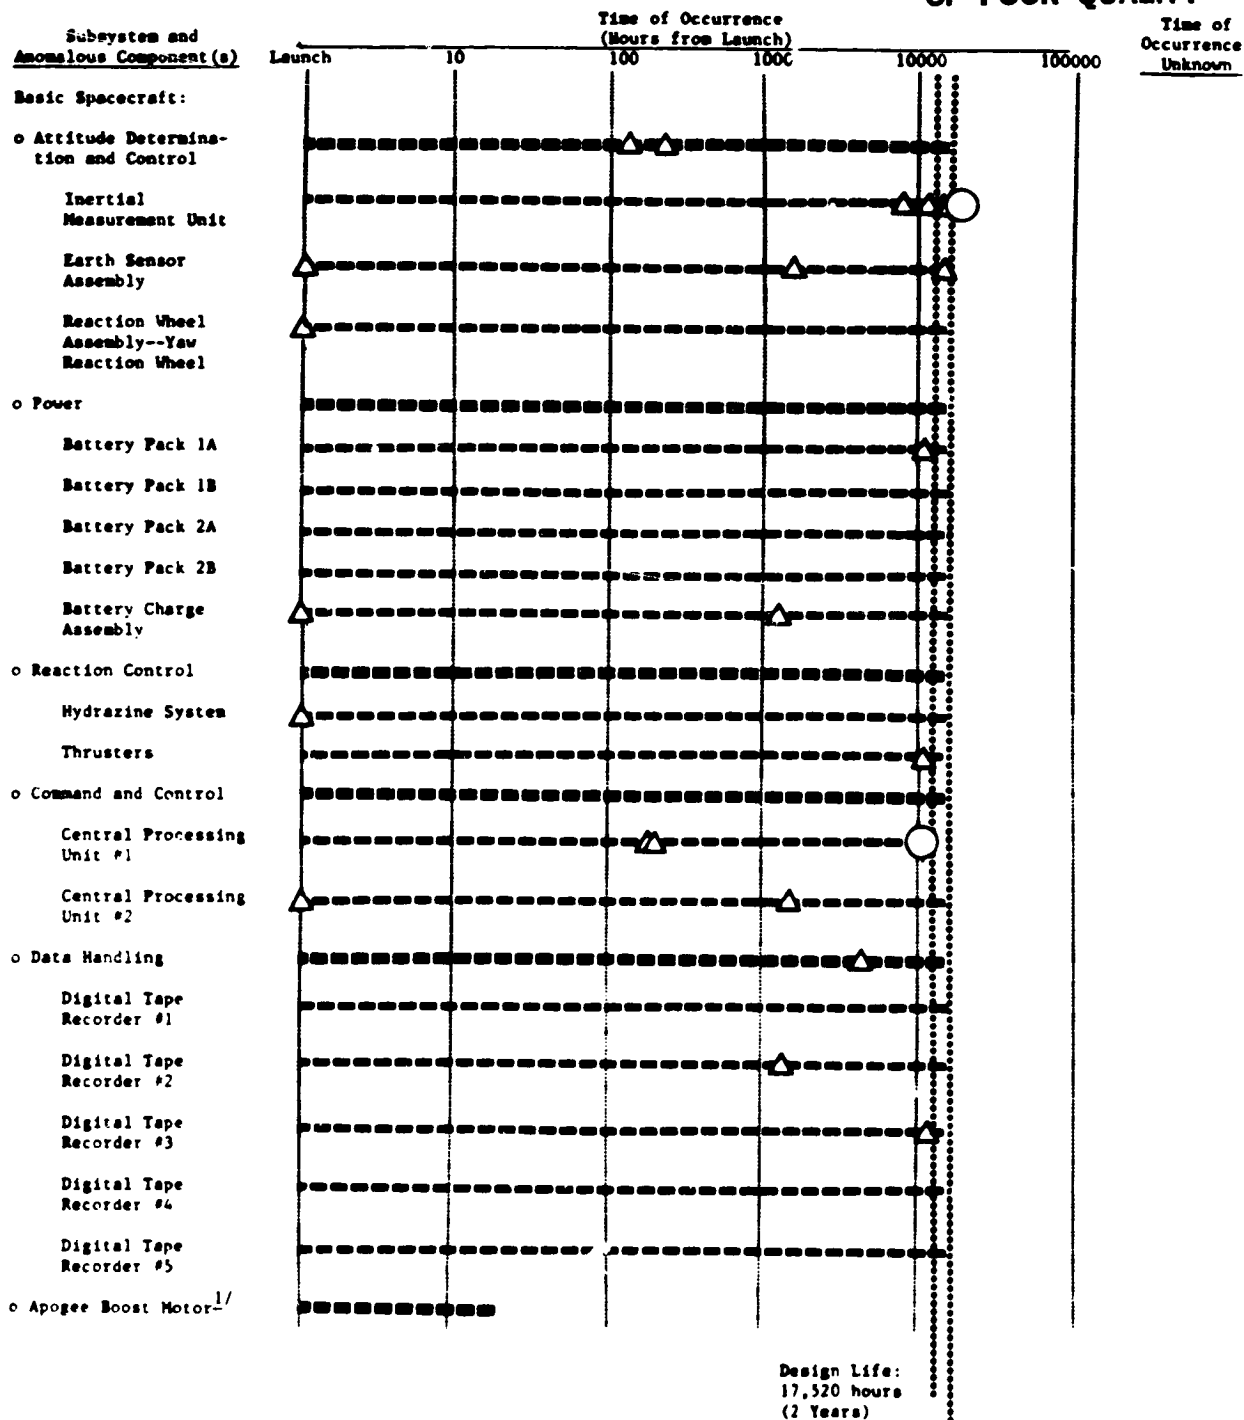 Time of Occurrence
(Hours from Launch)
Time of
Occurrence
Unknown
Subsystem and
Anomalous Component(s)
Launch 10 100 1000 10000 100000
Basic Spacecraft:
o Attitude Determina-
tion and Control
Inertial
Measurement Unit
Earth Sensor
Assembly
Reaction Wheel
Assembly--Yaw
Reaction Wheel
o Power
Battery Pack 1A
Battery Pack 1B
Battery Pack 2A
Battery Pack 2B
Battery Charge
Assembly
o Reaction Control
Hydrazine System
Thrusters
o Command and Control
Central Processing
Unit #1
Central Processing
Unit #2
o Data Handling
Digital Tape
Recorder #1
Digital Tape
Recorder #2
Digital Tape
Recorder #3
Digital Tape
Recorder #4
Digital Tape
Recorder #5
o Apogee Boost Motor 1/
Design Life:
17,520 hours
(2 Years)